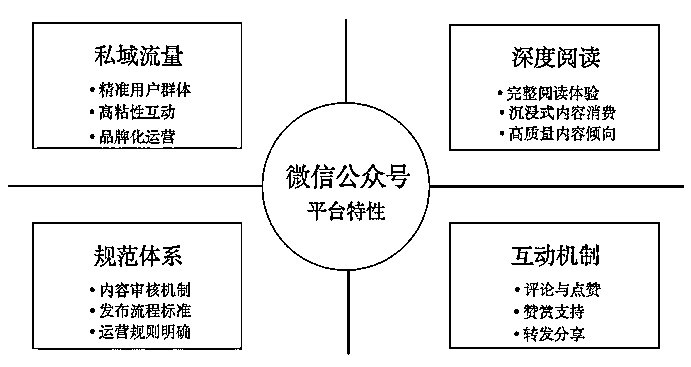 私域流量
• 精准用户群体
• 高粘性互动
• 品牌化运营
深度阅读
• 完整阅读体验
• 沉浸式内容消费
• 高质量内容倾向
微信公众号
平台特性
规范体系
• 内容审核机制
• 发布流程标准
• 运营规则明确
互动机制
• 评论与点赞
• 赞赏支持
• 转发分享